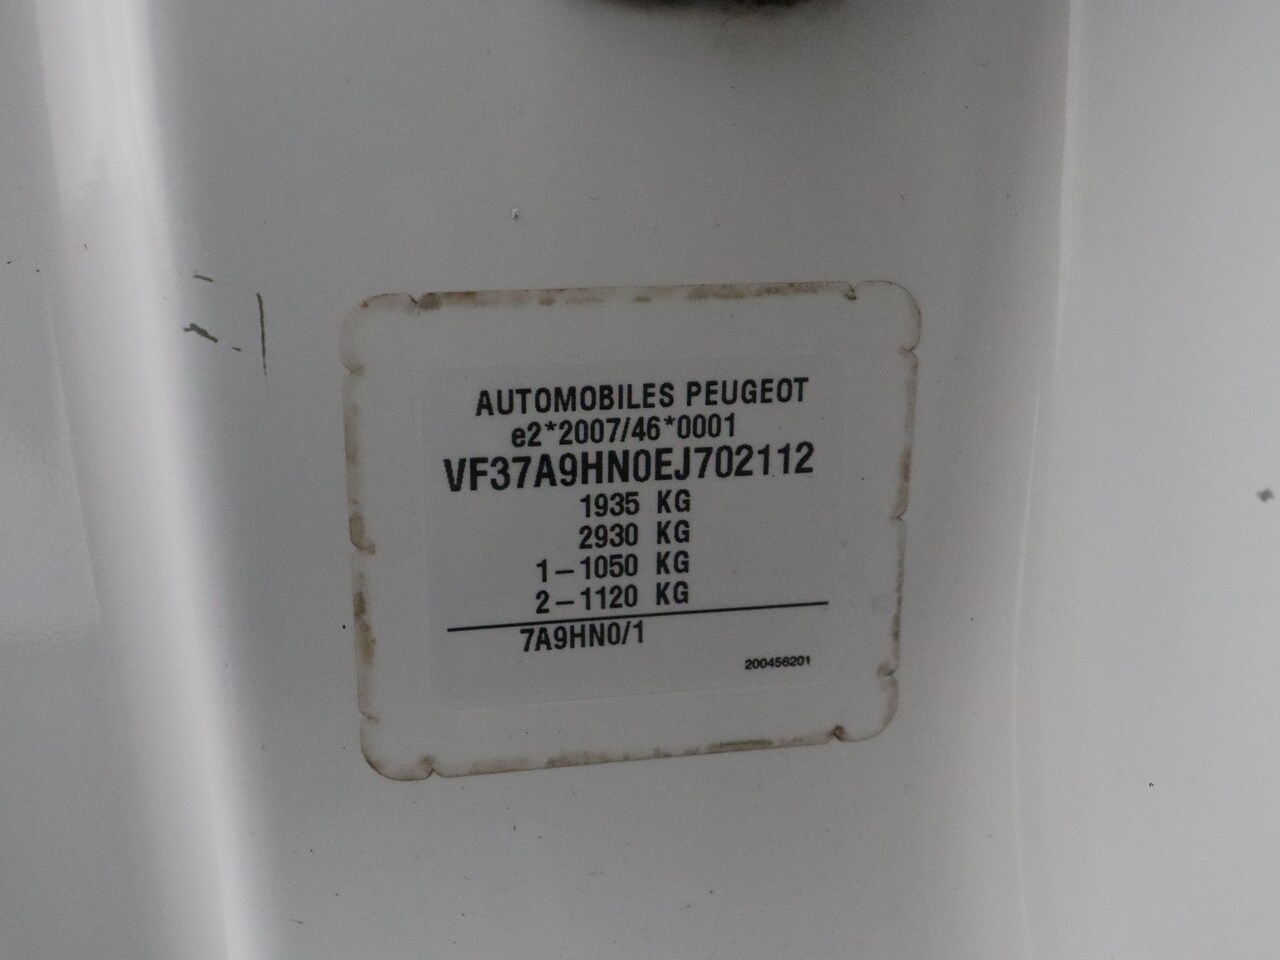 AUTOMOBILES PEUGEOT
e2*2007/46*0001
VF37A9HN0EJ702112
1935 KG
2930 KG
1-1050 KG
2-1120 KG
7A9HN0/1
200456201